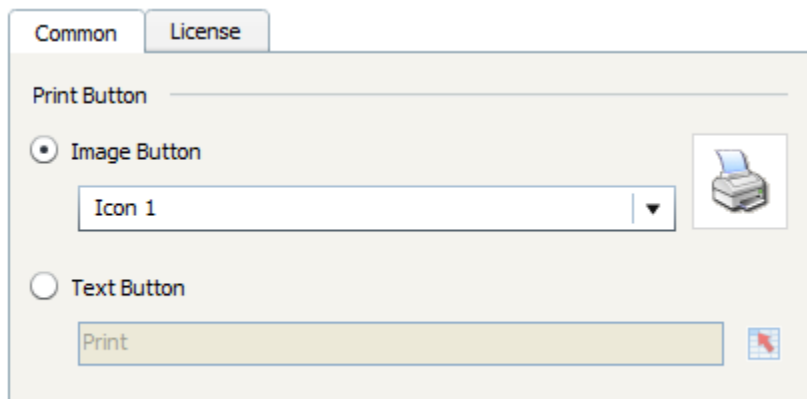 Common
License
Print Button
Image Button
Icon 1
Text Button
Print